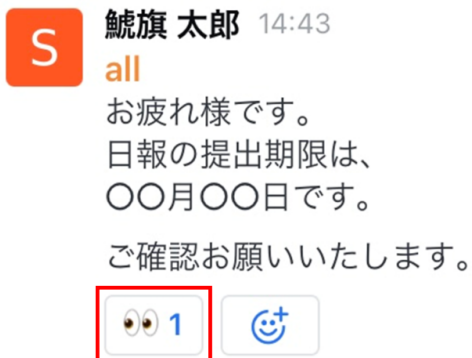 S
鯱旗 太郎 14:43
all
お疲れ様です。
日報の提出期限は、
〇〇月〇〇日です。
ご確認お願いいたします。
👀 1